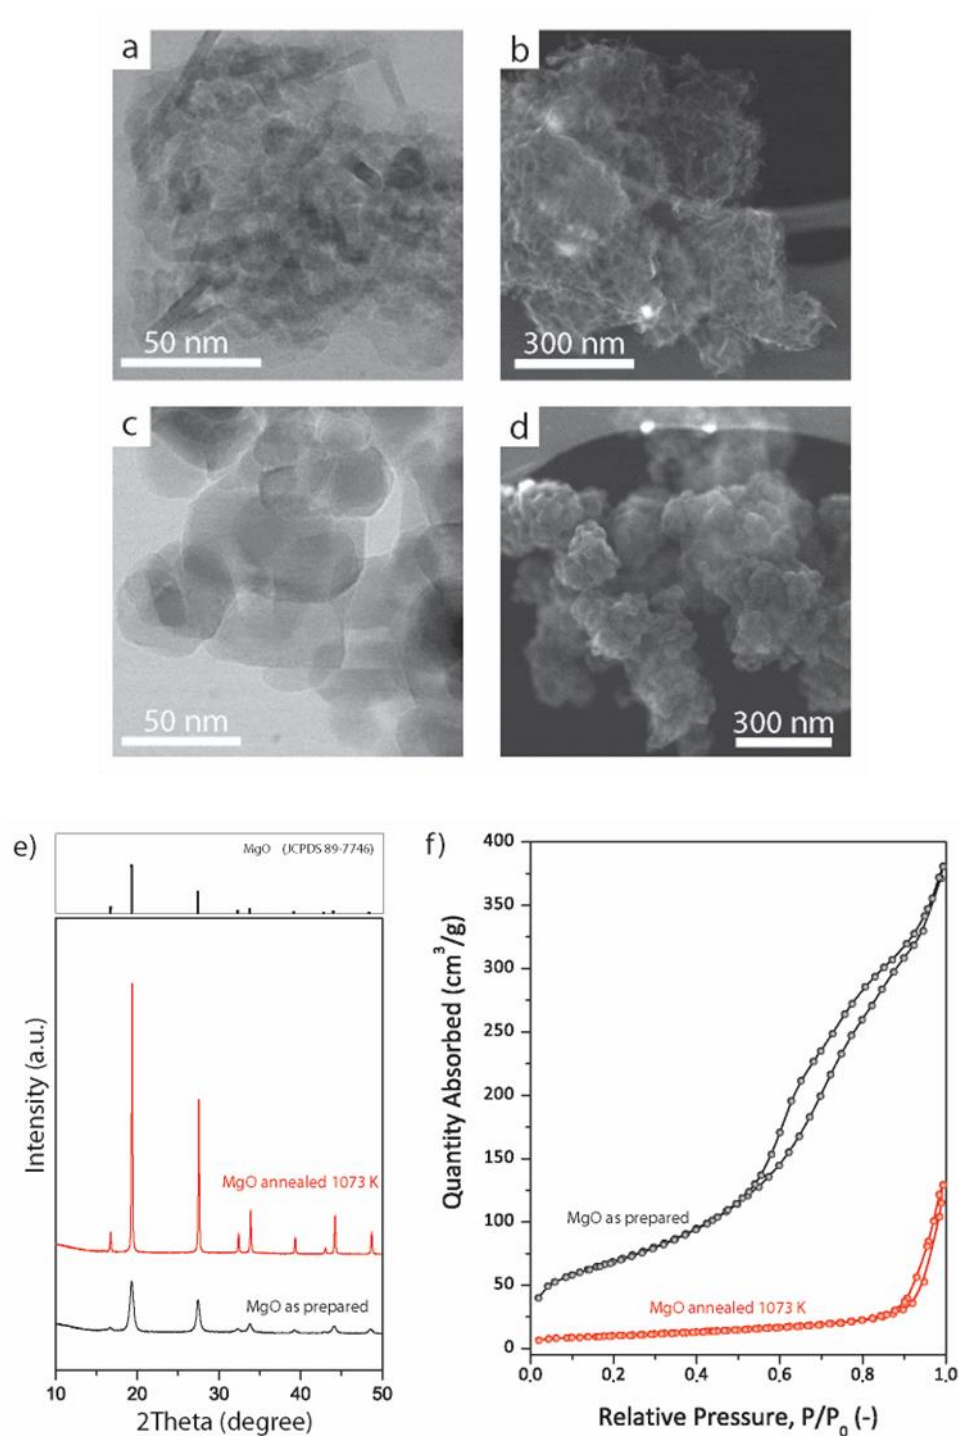 a
b
50 nm
300 nm
c
d
50 nm
300 nm
e)
MgO (JCPDS 89-7746)
Intensity (a.u.)
MgO annealed 1073 K
MgO as prepared
10 20 30 40 50
2Theta (degree)
f)
Quantity Absorbed (cm³/g)
400
350
300
250
200
150
100
50
0
MgO as prepared
MgO annealed 1073 K
0.0 0.2 0.4 0.6 0.8 1.0
Relative Pressure, P/P₀ (-)